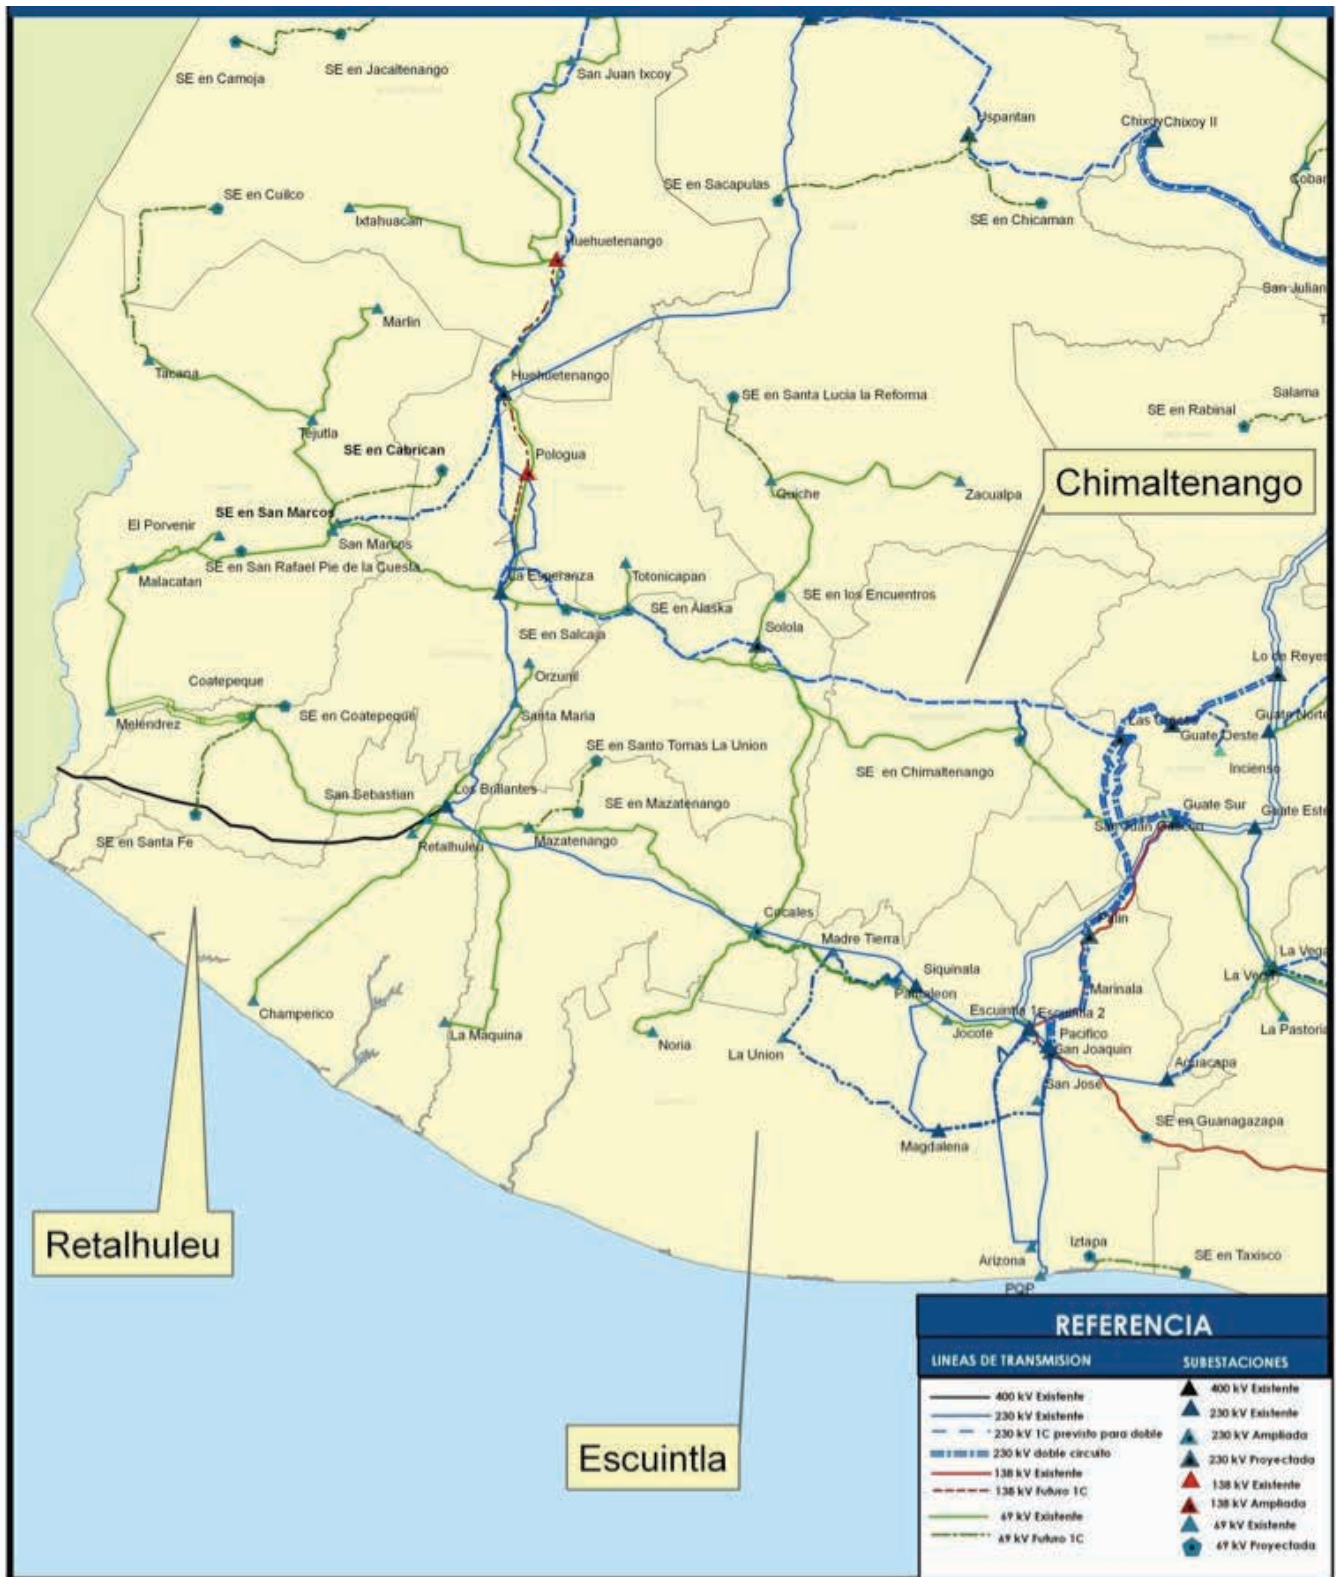 SE en Camoja
SE en Jacaltenango
San Juan Ixcoy
Uspantan
Chixoy
Chixoy II
SE en Sacapulas
SE en Chicaman
SE en Cuilco
Ixtahuacan
Huehuetenango
San Julian
Marlin
Huehuetenango
Tacana
SE en Santa Lucia la Reforma
Salama
SE en Rabinal
Tejutla
SE en Cabrican
Pologua
Quiche
Zacualpa
Chimaltenango
SE en San Marcos
El Porvenir
San Marcos
SE en San Rafael Pie de la Cuesta
Malacatan
La Esperanza
Totonicapan
SE en los Encuentros
SE en Alaska
SE en Salcaja
Solola
Lo de Reyes
Orzunil
Coatepeque
SE en Coatepeque
Melendrez
Santa Maria
Guate Norte
Guate Oeste
Incienso
SE en Santo Tomas La Union
SE en Chimaltenango
San Sebastian
Los Brillantes
SE en Mazatenango
Guate Sur
Guate Este
SE en Santa Fe
Retalhuleu
Mazatenango
San Juan Gascon
Cocales
Palin
Madre Tierra
Siquinala
La Vega
La Vega
Pantaleon
Marinala
Champerico
La Maquina
Noria
La Union
Jocote
Escuintla 1
Escuintla 2
Pacifico
San Joaquin
La Pastoria
Aguacapa
San José
SE en Guanagazapa
Magdalena
Retalhuleu
Arizona
Iztapa
SE en Taxisco
PQP
Escuintla
REFERENCIA
LINEAS DE TRANSMISION
400 kV Existente
230 kV Existente
230 kV 1C previsto para doble
230 kV doble circuito
138 kV Existente
138 kV Futuro 1C
69 kV Existente
69 kV Futuro 1C
SUBESTACIONES
400 kV Existente
230 kV Existente
230 kV Ampliada
230 kV Proyectada
138 kV Existente
138 kV Ampliada
69 kV Existente
69 kV Proyectada